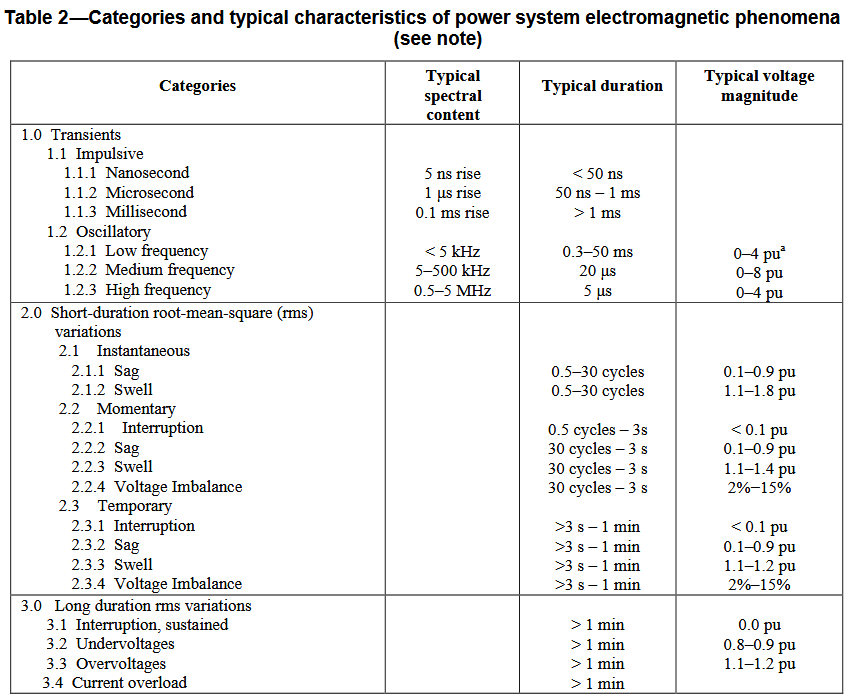 Table 2—Categories and typical characteristics of power system electromagnetic phenomena
(see note)
Categories Typical spectral content Typical duration Typical voltage magnitude
1.0 Transients
1.1 Impulsive
1.1.1 Nanosecond 5 ns rise < 50 ns
1.1.2 Microsecond 1 μs rise 50 ns – 1 ms
1.1.3 Millisecond 0.1 ms rise > 1 ms
1.2 Oscillatory
1.2.1 Low frequency < 5 kHz 0.3–50 ms 0–4 puᵃ
1.2.2 Medium frequency 5–500 kHz 20 μs 0–8 pu
1.2.3 High frequency 0.5–5 MHz 5 μs 0–4 pu
2.0 Short-duration root-mean-square (rms)
variations
2.1 Instantaneous
2.1.1 Sag 0.5–30 cycles 0.1–0.9 pu
2.1.2 Swell 0.5–30 cycles 1.1–1.8 pu
2.2 Momentary
2.2.1 Interruption 0.5 cycles – 3s < 0.1 pu
2.2.2 Sag 30 cycles – 3 s 0.1–0.9 pu
2.2.3 Swell 30 cycles – 3 s 1.1–1.4 pu
2.2.4 Voltage Imbalance 30 cycles – 3 s 2%–15%
2.3 Temporary
2.3.1 Interruption >3 s – 1 min < 0.1 pu
2.3.2 Sag >3 s – 1 min 0.1–0.9 pu
2.3.3 Swell >3 s – 1 min 1.1–1.2 pu
2.3.4 Voltage Imbalance >3 s – 1 min 2%–15%
3.0 Long duration rms variations
3.1 Interruption, sustained > 1 min 0.0 pu
3.2 Undervoltages > 1 min 0.8–0.9 pu
3.3 Overvoltages > 1 min 1.1–1.2 pu
3.4 Current overload > 1 min